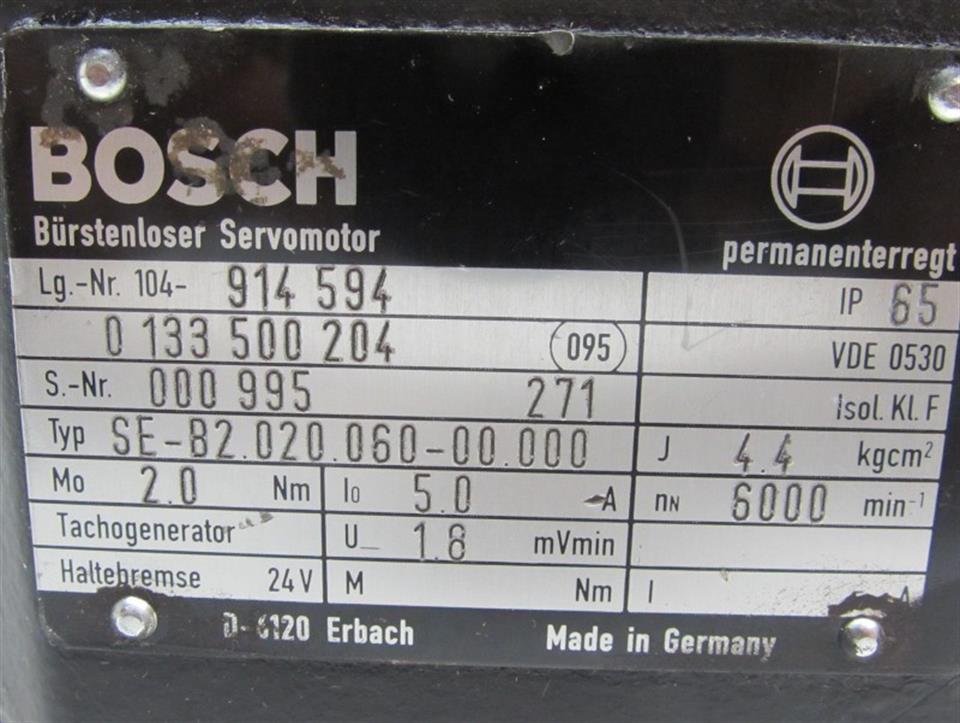 BOSCH
Bürstenloser Servomotor permanenterregt
Lg.-Nr. 104- 914 594 IP 65
0 133 500 204 095 VDE 0530
S.-Nr. 000 995 271 Isol. Kl. F
Typ SE-B2.020.060-00.000 J 4.4 kgcm²
Mo 2.0 Nm I₀ 5.0 A nN 6000 min-1
Tachogenerator U 1.8 mVmin
Haltebremse 24V M Nm I A
D-6120 Erbach Made in Germany